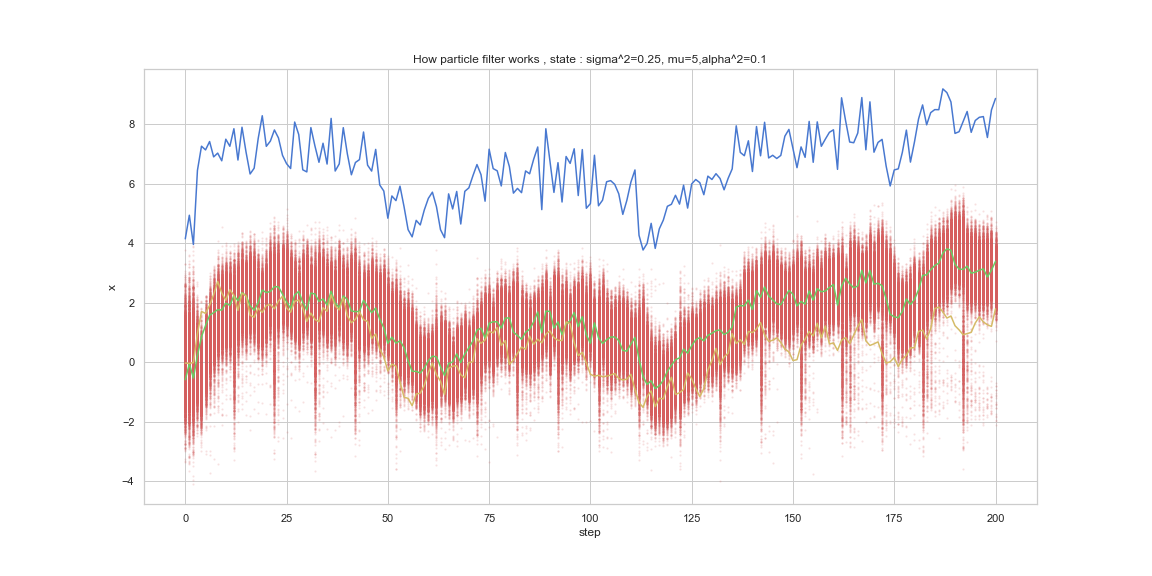 How particle filter works , state : sigma^2=0.25, mu=5,alpha^2=0.1
x
8
6
4
2
0
−2
−4
0 25 50 75 100 125 150 175 200
step